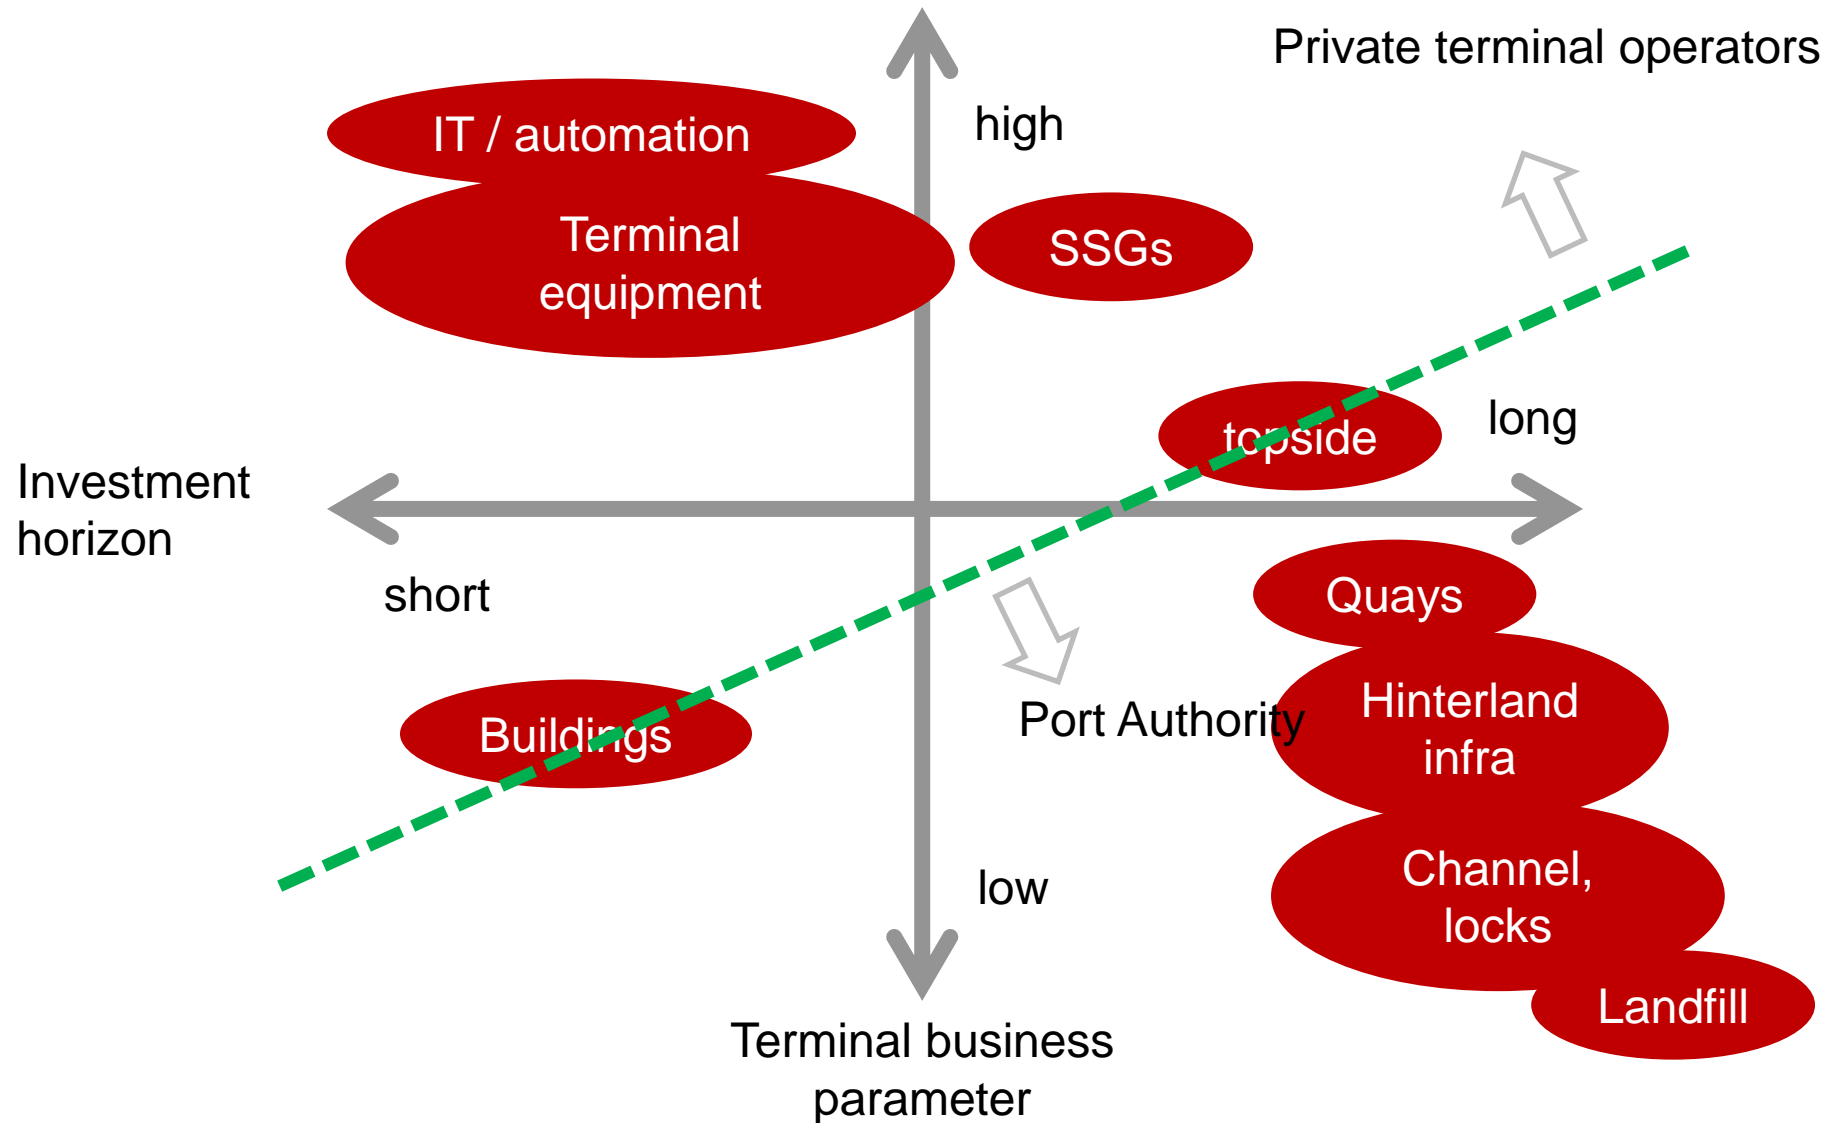 Private terminal operators
IT / automation
high
Terminal
equipment
SSGs
topside
long
Investment
horizon
short
Quays
Buildings
Port Authority
Hinterland
infra
Channel,
locks
low
Landfill
Terminal business
parameter